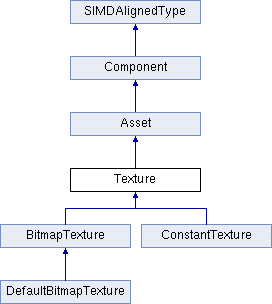 SIMDAlignedType
Component
Asset
Texture
BitmapTexture
ConstantTexture
DefaultBitmapTexture